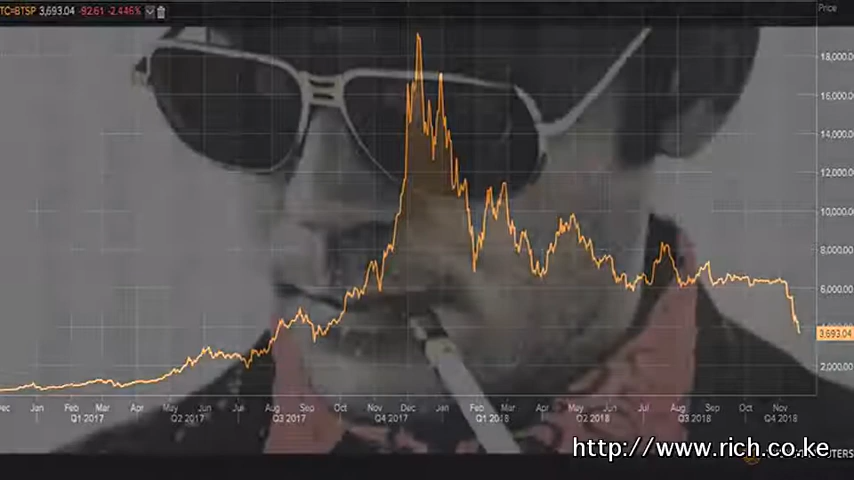 TC=BTSP 3,693.04 -92.61 -2.446%
Price
18,000.00
16,000.00
14,000.00
12,000.00
10,000.00
8,000.00
6,000.00
3,693.04
2,000.00
Jan Feb Mar Apr May Jun Jul Aug Sep Oct Nov Dec Jan Feb Mar Apr May Jun Jul Aug Sep Oct Nov
Q1 2017 Q2 2017 Q3 2017 Q4 2017 Q1 2018 Q2 2018 Q3 2018 Q4 2018
http://www.rich.co.ke